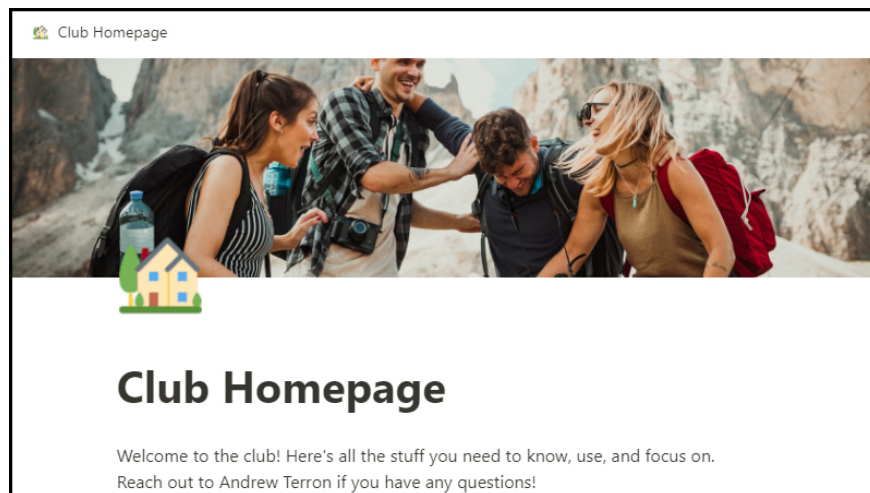 Club Homepage
Club Homepage
Welcome to the club! Here's all the stuff you need to know, use, and focus on.
Reach out to Andrew Terron if you have any questions!